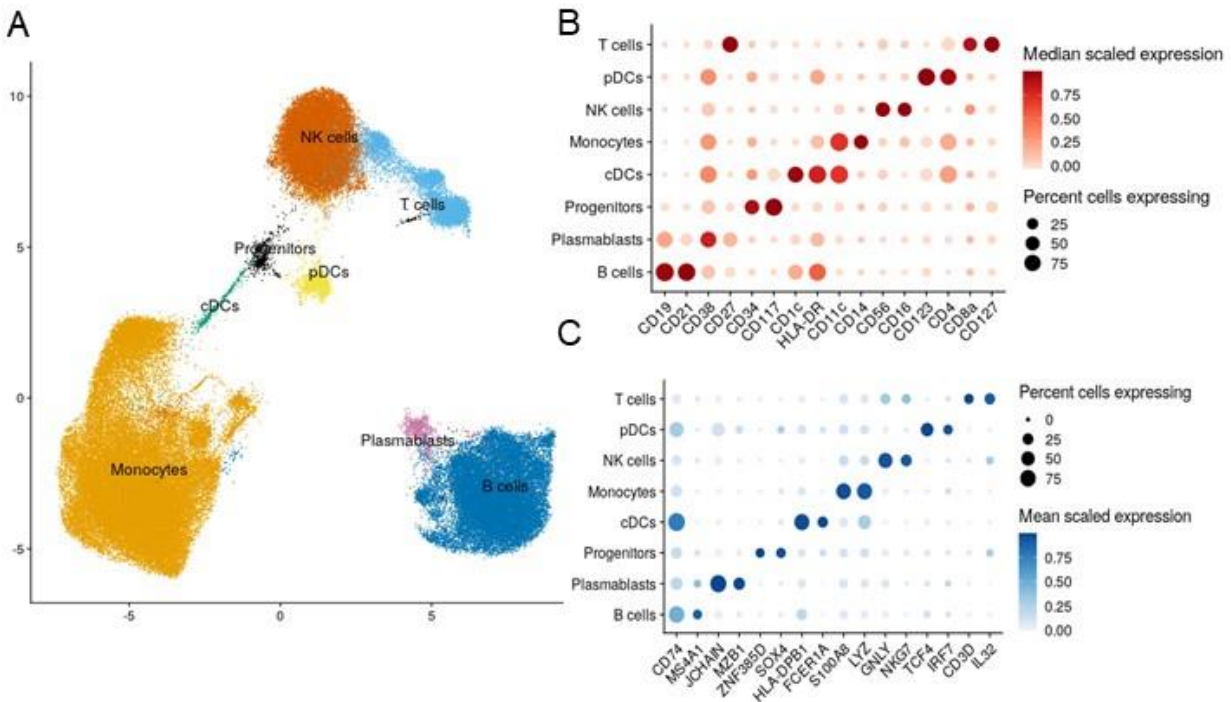 A
10
5
0
-5
-5
0
5
NK cells
T cells
Progenitors
pDCs
cDCs
Monocytes
Plasmablasts
B cells
B
T cells
pDCs
NK cells
Monocytes
cDCs
Progenitors
Plasmablasts
B cells
CD19
CD21
CD38
CD27
CD34
CD117
CD1c
HLA-DR
CD11c
CD14
CD56
CD16
CD123
CD4
CD8a
CD127
Median scaled expression
0.75
0.50
0.25
0.00
Percent cells expressing
25
50
75
C
T cells
pDCs
NK cells
Monocytes
cDCs
Progenitors
Plasmablasts
B cells
CD74
MS4A1
JCHAIN
MZB1
ZNF385D
SOX4
HLA-DPB1
FCER1A
S100A8
LYZ
GNLY
NKG7
TCF4
IRF7
CD3D
IL32
Percent cells expressing
0
25
50
75
Mean scaled expression
0.75
0.50
0.25
0.00